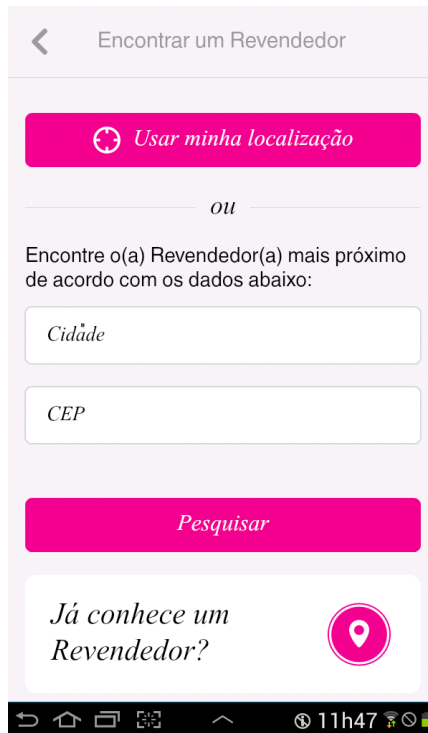 Encontrar um Revendedor
Usar minha localização
ou
Encontre o(a) Revendedor(a) mais próximo
de acordo com os dados abaixo:
Cidade
CEP
Pesquisar
Já conhece um
Revendedor?
11h47